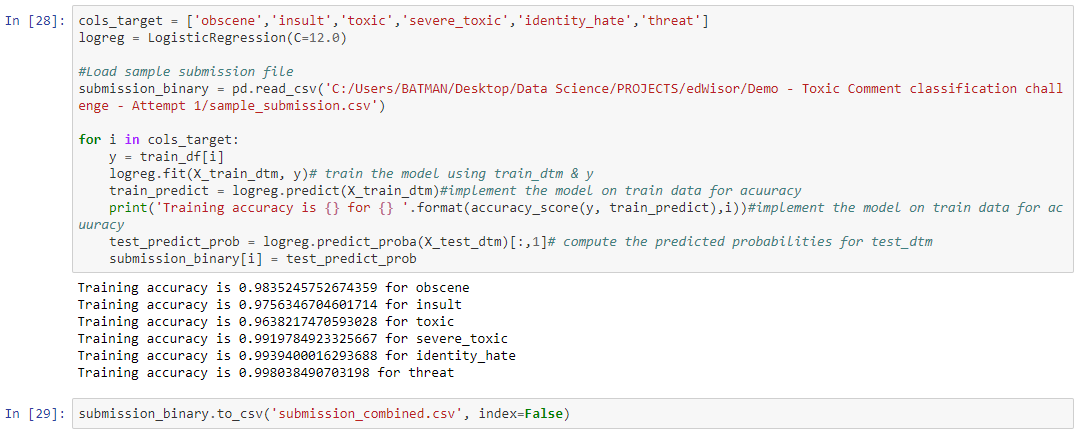 In [28]: cols_target = ['obscene','insult','toxic','severe_toxic','identity_hate','threat']
logreg = LogisticRegression(C=12.0)
#Load sample submission file
submission_binary = pd.read_csv('C:/Users/BATMAN/Desktop/Data Science/PROJECTS/edWisor/Demo - Toxic Comment classification chall
enge - Attempt 1/sample_submission.csv')
for i in cols_target:
    y = train_df[i]
    logreg.fit(X_train_dtm, y)# train the model using train_dtm & y
    train_predict = logreg.predict(X_train_dtm)#implement the model on train data for acuuracy
    print('Training accuracy is {} for {} '.format(accuracy_score(y, train_predict),i))#implement the model on train data for ac
uuracy
    test_predict_prob = logreg.predict_proba(X_test_dtm)[:,1]# compute the predicted probabilities for test_dtm
    submission_binary[i] = test_predict_prob
Training accuracy is 0.9835245752674359 for obscene
Training accuracy is 0.9756346704601714 for insult
Training accuracy is 0.9638217470593028 for toxic
Training accuracy is 0.9919784923325667 for severe_toxic
Training accuracy is 0.9939400016293688 for identity_hate
Training accuracy is 0.998038490703198 for threat
In [29]: submission_binary.to_csv('submission_combined.csv', index=False)